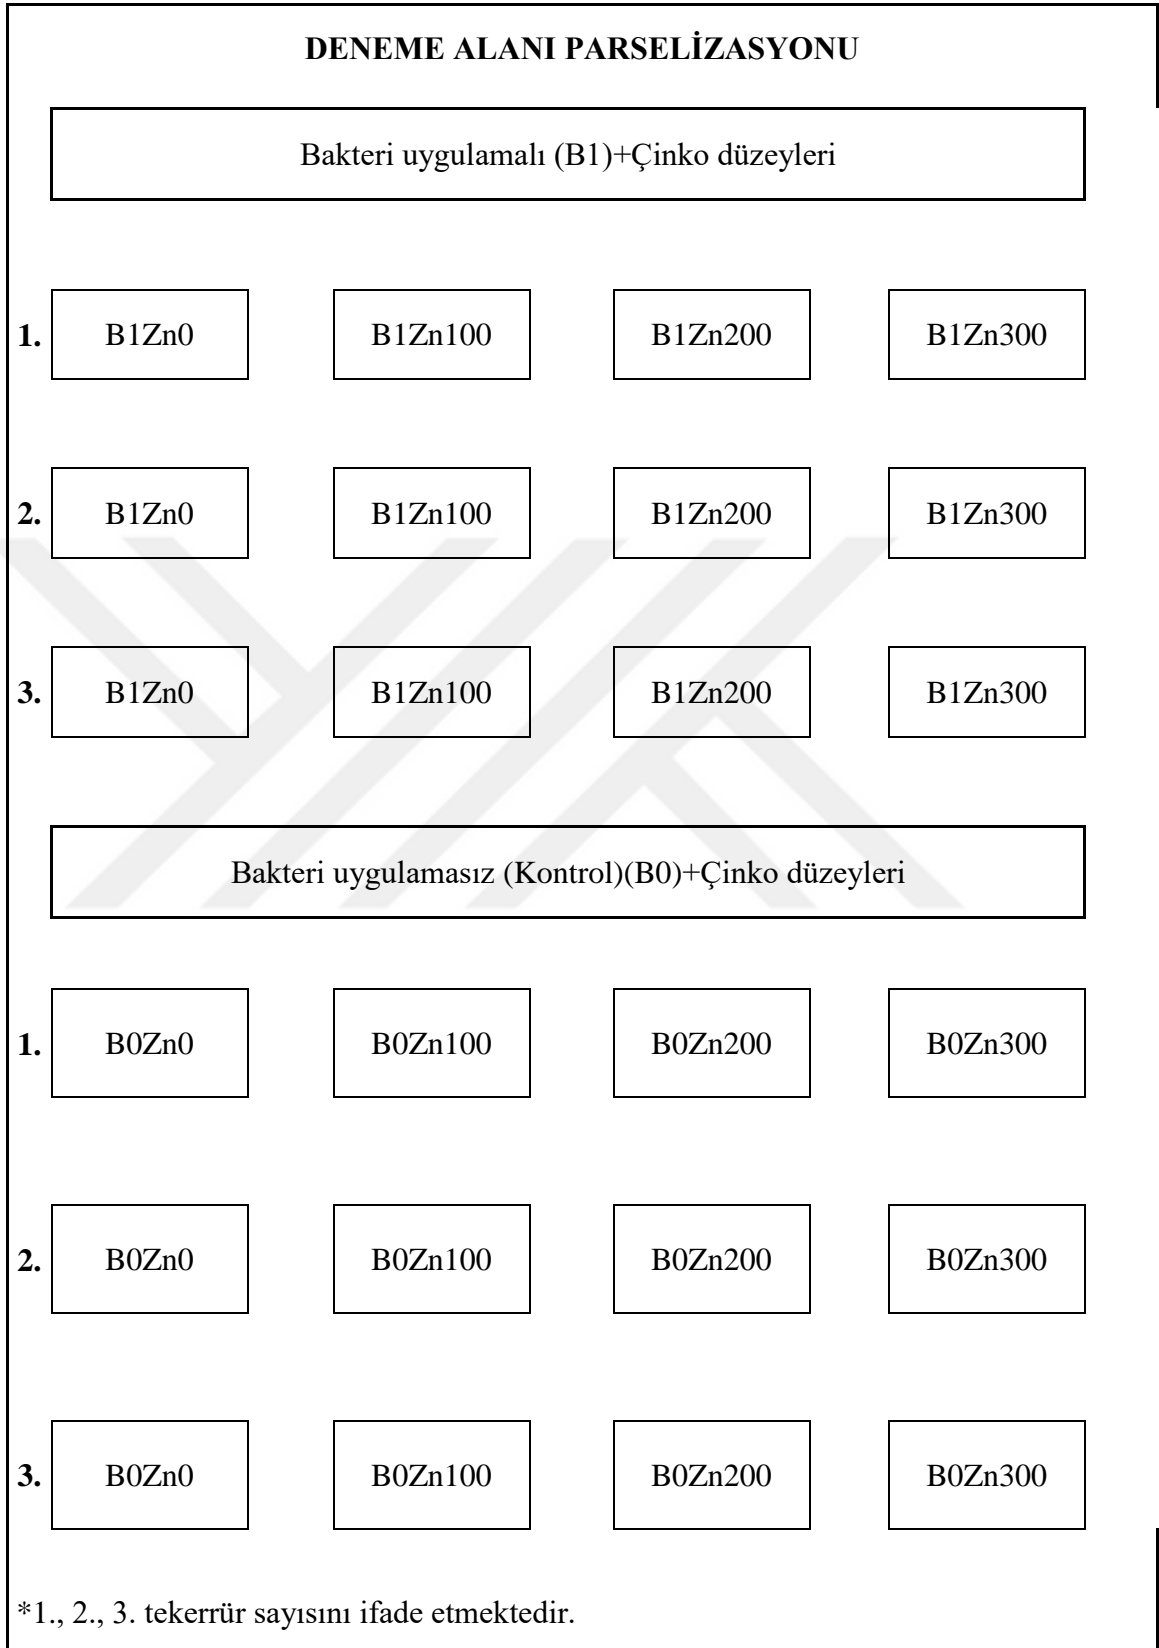 DENEME ALANI PARSELİZASYONU
Bakteri uygulamalı (B1)+Çinko düzeyleri
1. B1Zn0 B1Zn100 B1Zn200 B1Zn300
2. B1Zn0 B1Zn100 B1Zn200 B1Zn300
3. B1Zn0 B1Zn100 B1Zn200 B1Zn300
Bakteri uygulamasız (Kontrol)(B0)+Çinko düzeyleri
1. B0Zn0 B0Zn100 B0Zn200 B0Zn300
2. B0Zn0 B0Zn100 B0Zn200 B0Zn300
3. B0Zn0 B0Zn100 B0Zn200 B0Zn300
*1., 2., 3. tekerrür sayısını ifade etmektedir.